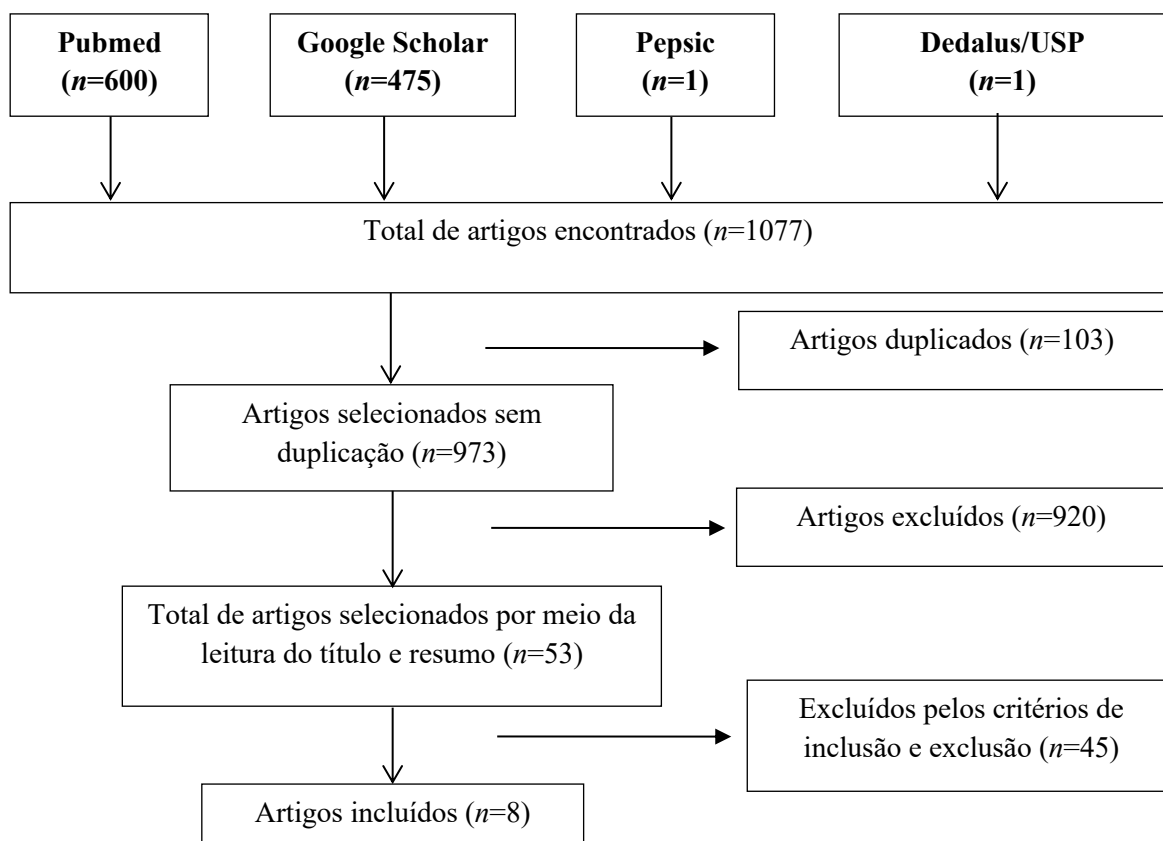 Pubmed
(n=600)
Google Scholar
(n=475)
Pepsic
(n=1)
Dedalus/USP
(n=1)
Total de artigos encontrados (n=1077)
Artigos duplicados (n=103)
Artigos selecionados sem
duplicação (n=973)
Artigos excluídos (n=920)
Total de artigos selecionados por meio da
leitura do título e resumo (n=53)
Excluídos pelos critérios de
inclusão e exclusão (n=45)
Artigos incluídos (n=8)